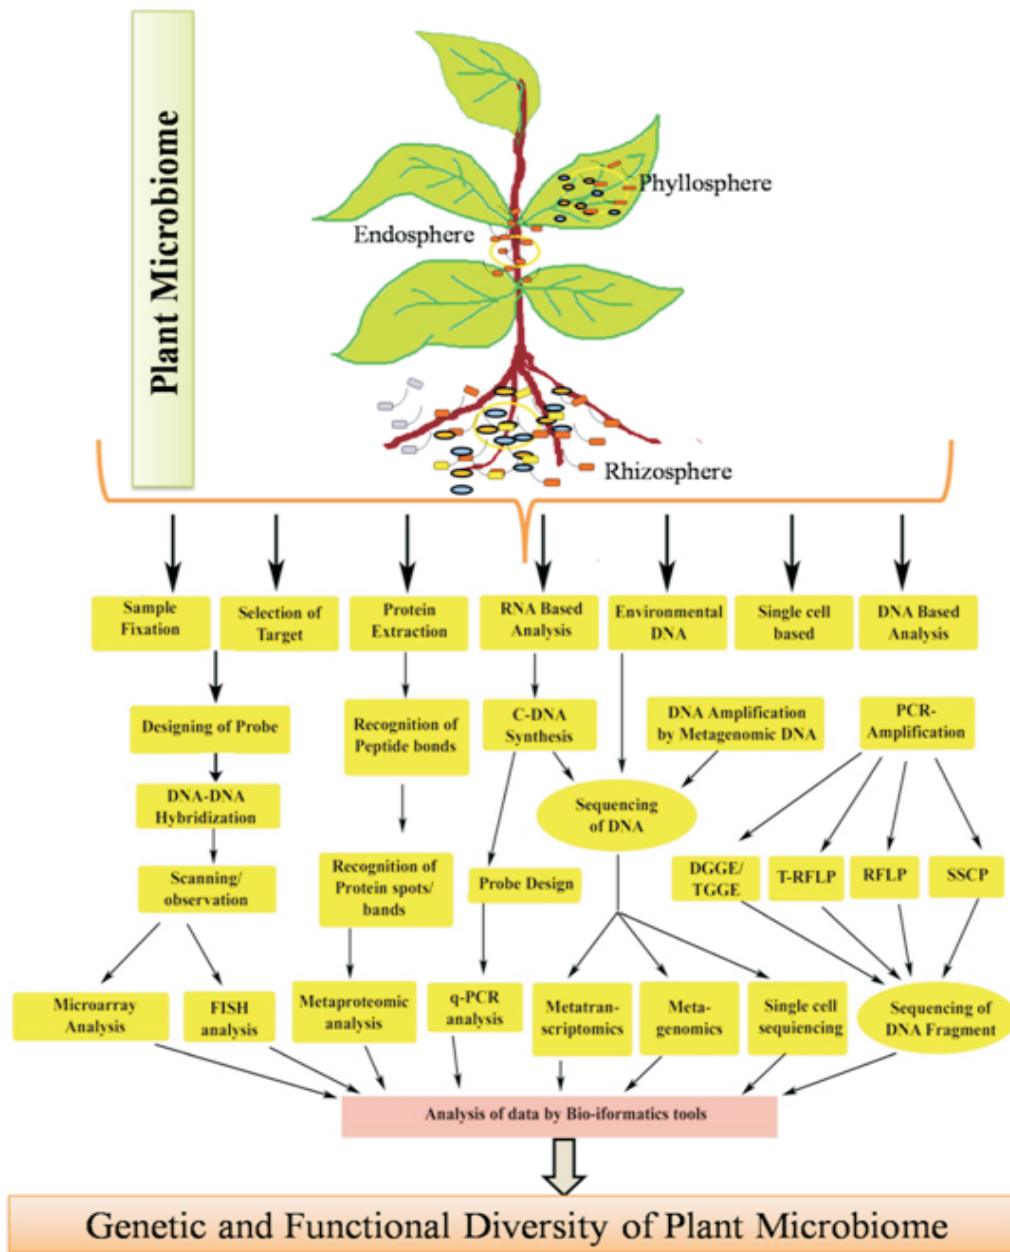 Plant Microbiome
Phyllosphere
Endosphere
Rhizosphere
Sample
Fixation
Selection of
Target
Protein
Extraction
RNA Based
Analysis
Environmental
DNA
Single cell
based
DNA Based
Analysis
Designing of Probe
Recognition of
Peptide bonds
C-DNA
Synthesis
DNA Amplification
by Metagenomic DNA
PCR-
Amplification
DNA-DNA
Hybridization
Sequencing
of DNA
Scanning/
observation
Recognition of
Protein spots/
bands
Probe Design
DGGE/
TGGE
T-RFLP
RFLP
SSCP
Microarray
Analysis
FISH
analysis
Metaproteomic
analysis
q-PCR
analysis
Metatran-
scriptomics
Meta-
genomics
Single cell
sequiencing
Sequencing of
DNA Fragment
Analysis of data by Bio-iformatics tools
Genetic and Functional Diversity of Plant Microbiome